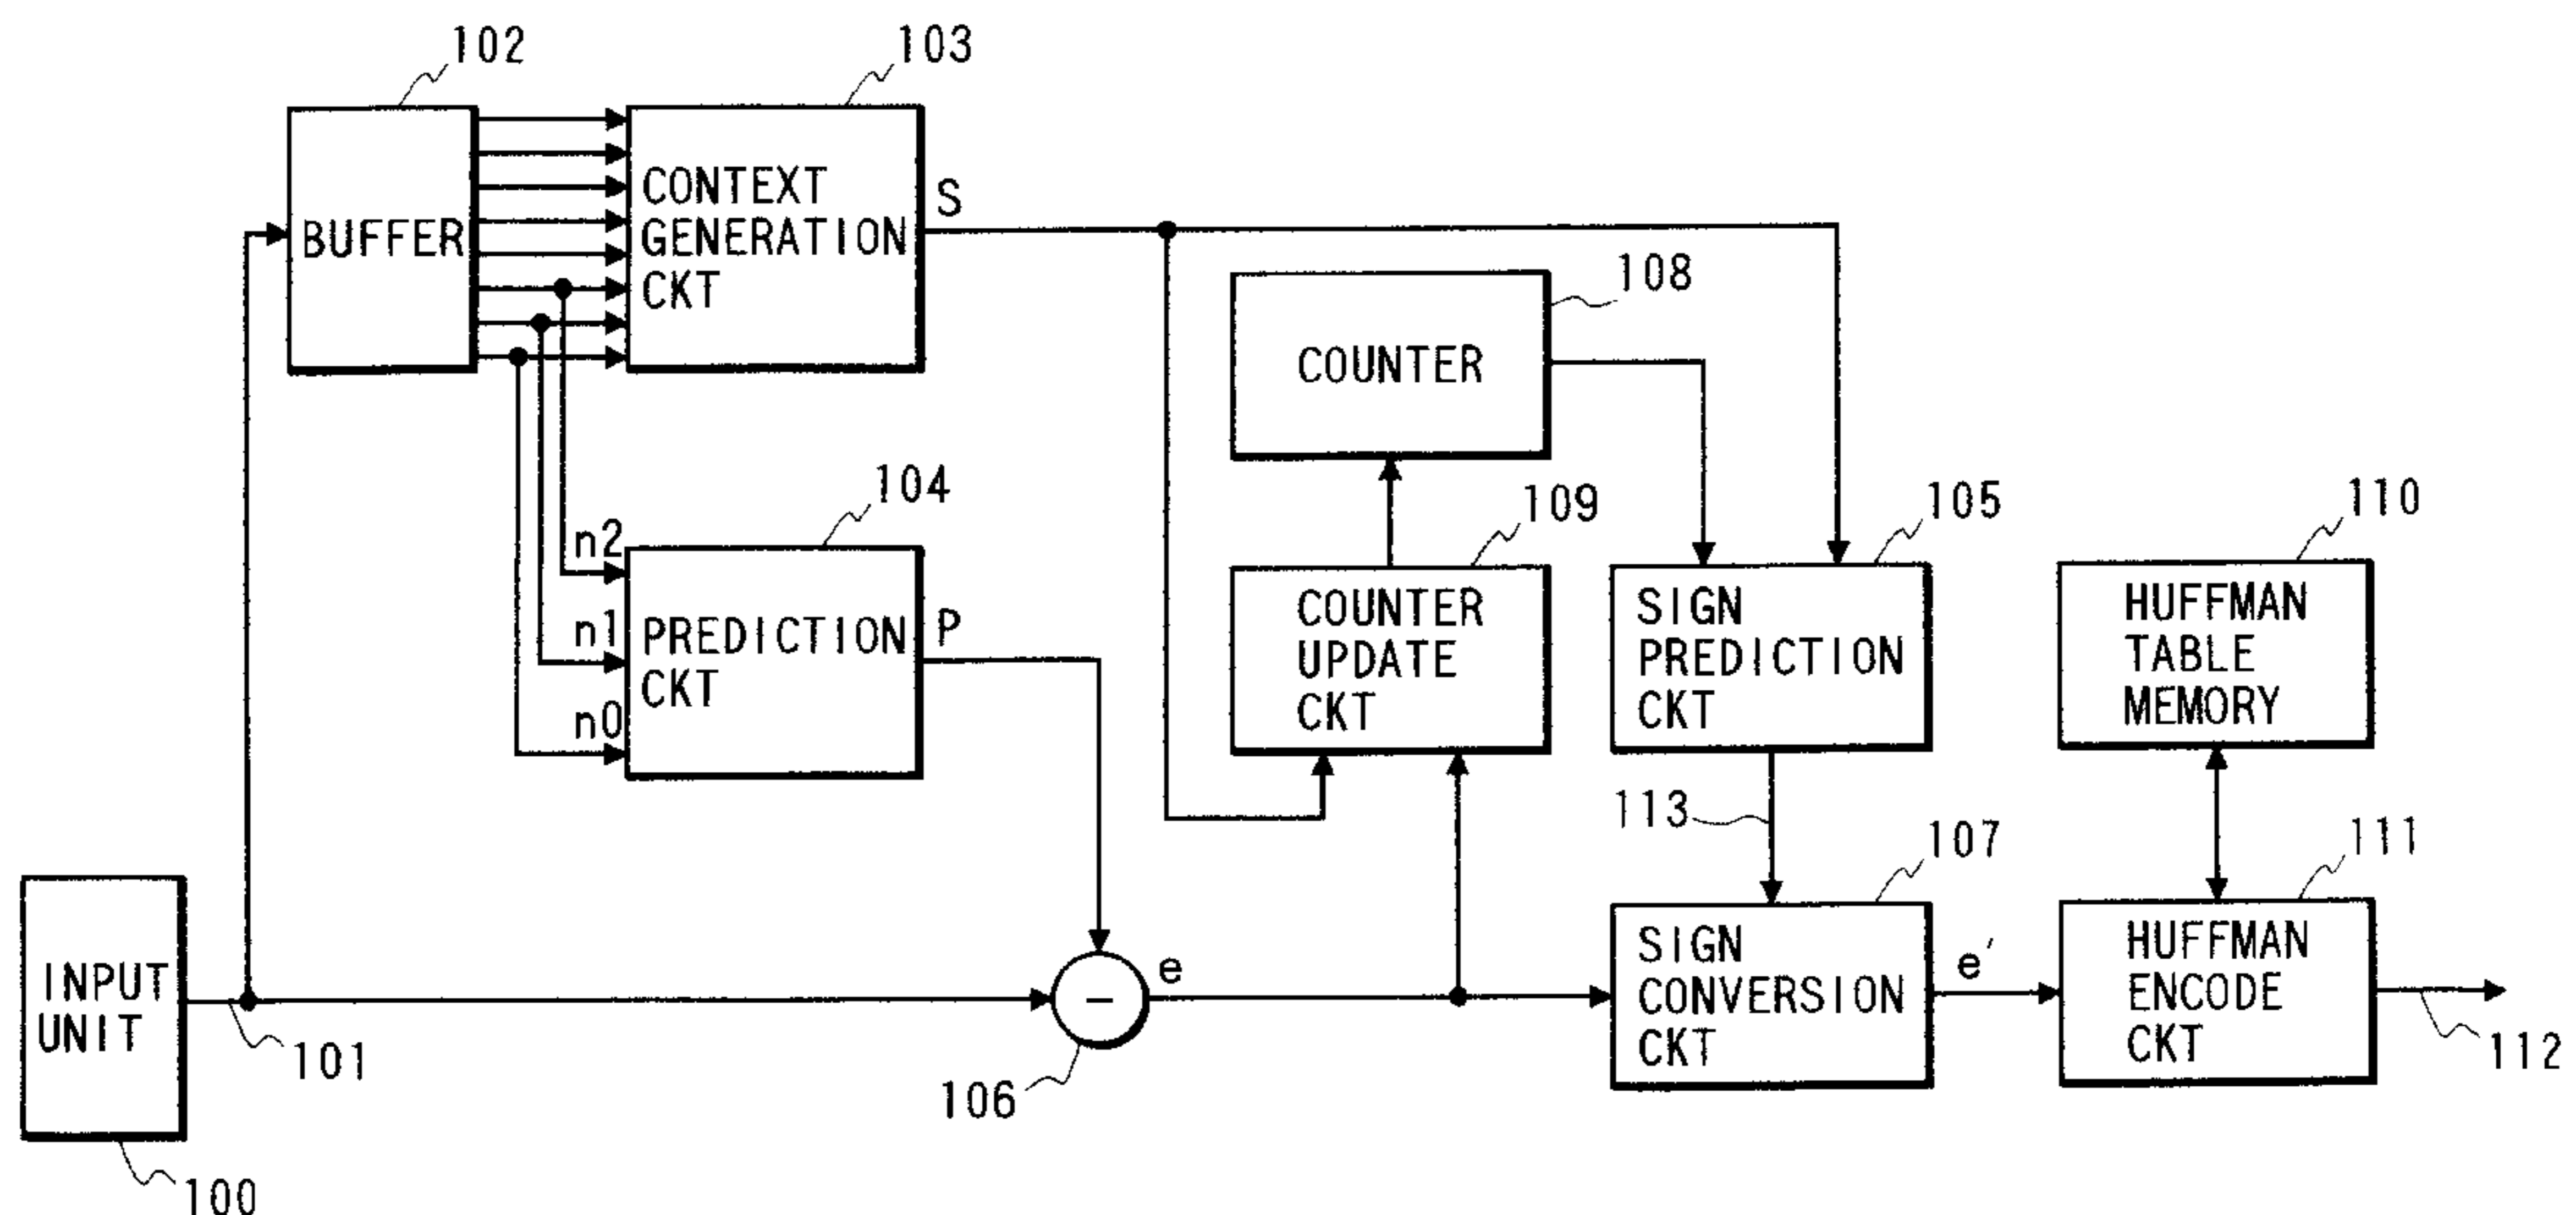 102
103
BUFFER
CONTEXT
GENERATION
CKT
S
108
COUNTER
104
n2
n1
n0
PREDICTION
CKT
P
109
COUNTER
UPDATE
CKT
105
SIGN
PREDICTION
CKT
110
HUFFMAN
TABLE
MEMORY
113
107
111
INPUT
UNIT
101
100
-
e
106
SIGN
CONVERSION
CKT
e'
HUFFMAN
ENCODE
CKT
112